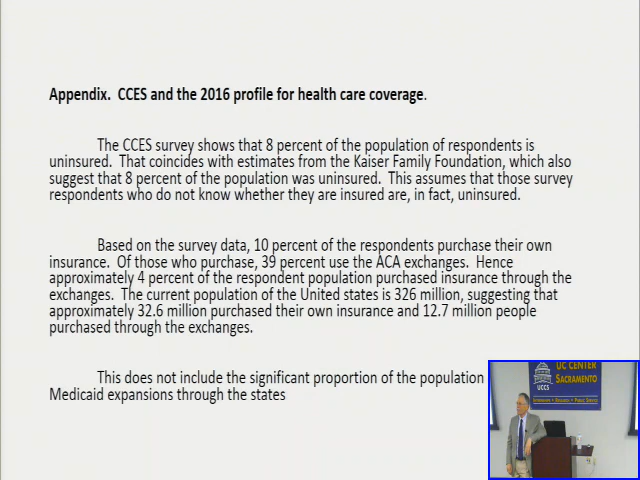 Appendix.  CCES and the 2016 profile for health care coverage.
The CCES survey shows that 8 percent of the population of respondents is
uninsured.  That coincides with estimates from the Kaiser Family Foundation, which also
suggest that 8 percent of the population was uninsured.  This assumes that those survey
respondents who do not know whether they are insured are, in fact, uninsured.
Based on the survey data, 10 percent of the respondents purchase their own
insurance.  Of those who purchase, 39 percent use the ACA exchanges.  Hence
approximately 4 percent of the respondent population purchased insurance through the
exchanges.  The current population of the United states is 326 million, suggesting that
approximately 32.6 million purchased their own insurance and 12.7 million people
purchased through the exchanges.
This does not include the significant proportion of the population
Medicaid expansions through the states
UC CENTER
SACRAMENTO
UCCS